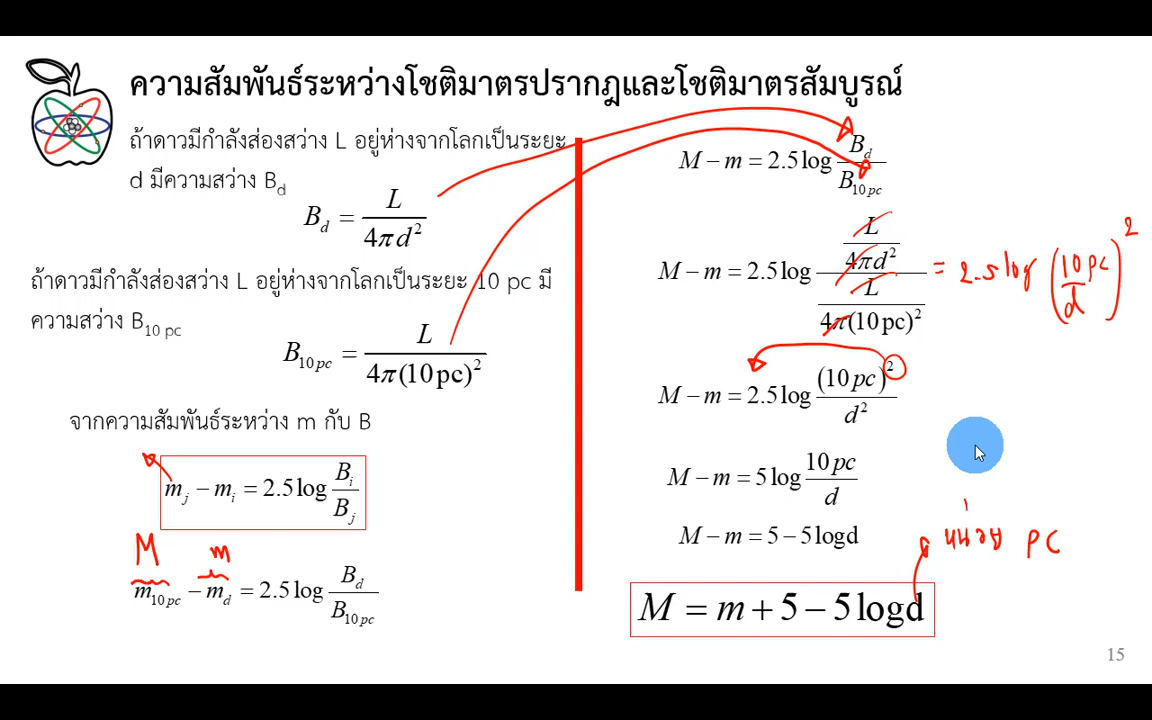 ความสัมพันธ์ระหว่างโชติมาตรปรากฎและโชติมาตรสัมบูรณ์
ถ้าดาวมีกำลังส่องสว่าง L อยู่ห่างจากโลกเป็นระยะ
d มีความสว่าง B_d
B_d = L / 4πd²
ถ้าดาวมีกำลังส่องสว่าง L อยู่ห่างจากโลกเป็นระยะ 10 pc มี
ความสว่าง B_10 pc
B_10pc = L / 4π(10pc)²
จากความสัมพันธ์ระหว่าง m กับ B
m_j − m_i = 2.5 log B_i / B_j
M m
m_10pc − m_d = 2.5 log B_d / B_10pc
M − m = 2.5 log B_d / B_10pc
M − m = 2.5 log (L / 4πd²) / (L / 4π(10pc)²) = 2.5 log (10 pc / d)²
M − m = 2.5 log (10 pc)² / d²
M − m = 5 log 10 pc / d
M − m = 5 − 5logd
หน่วย pc
M = m + 5 − 5logd
15